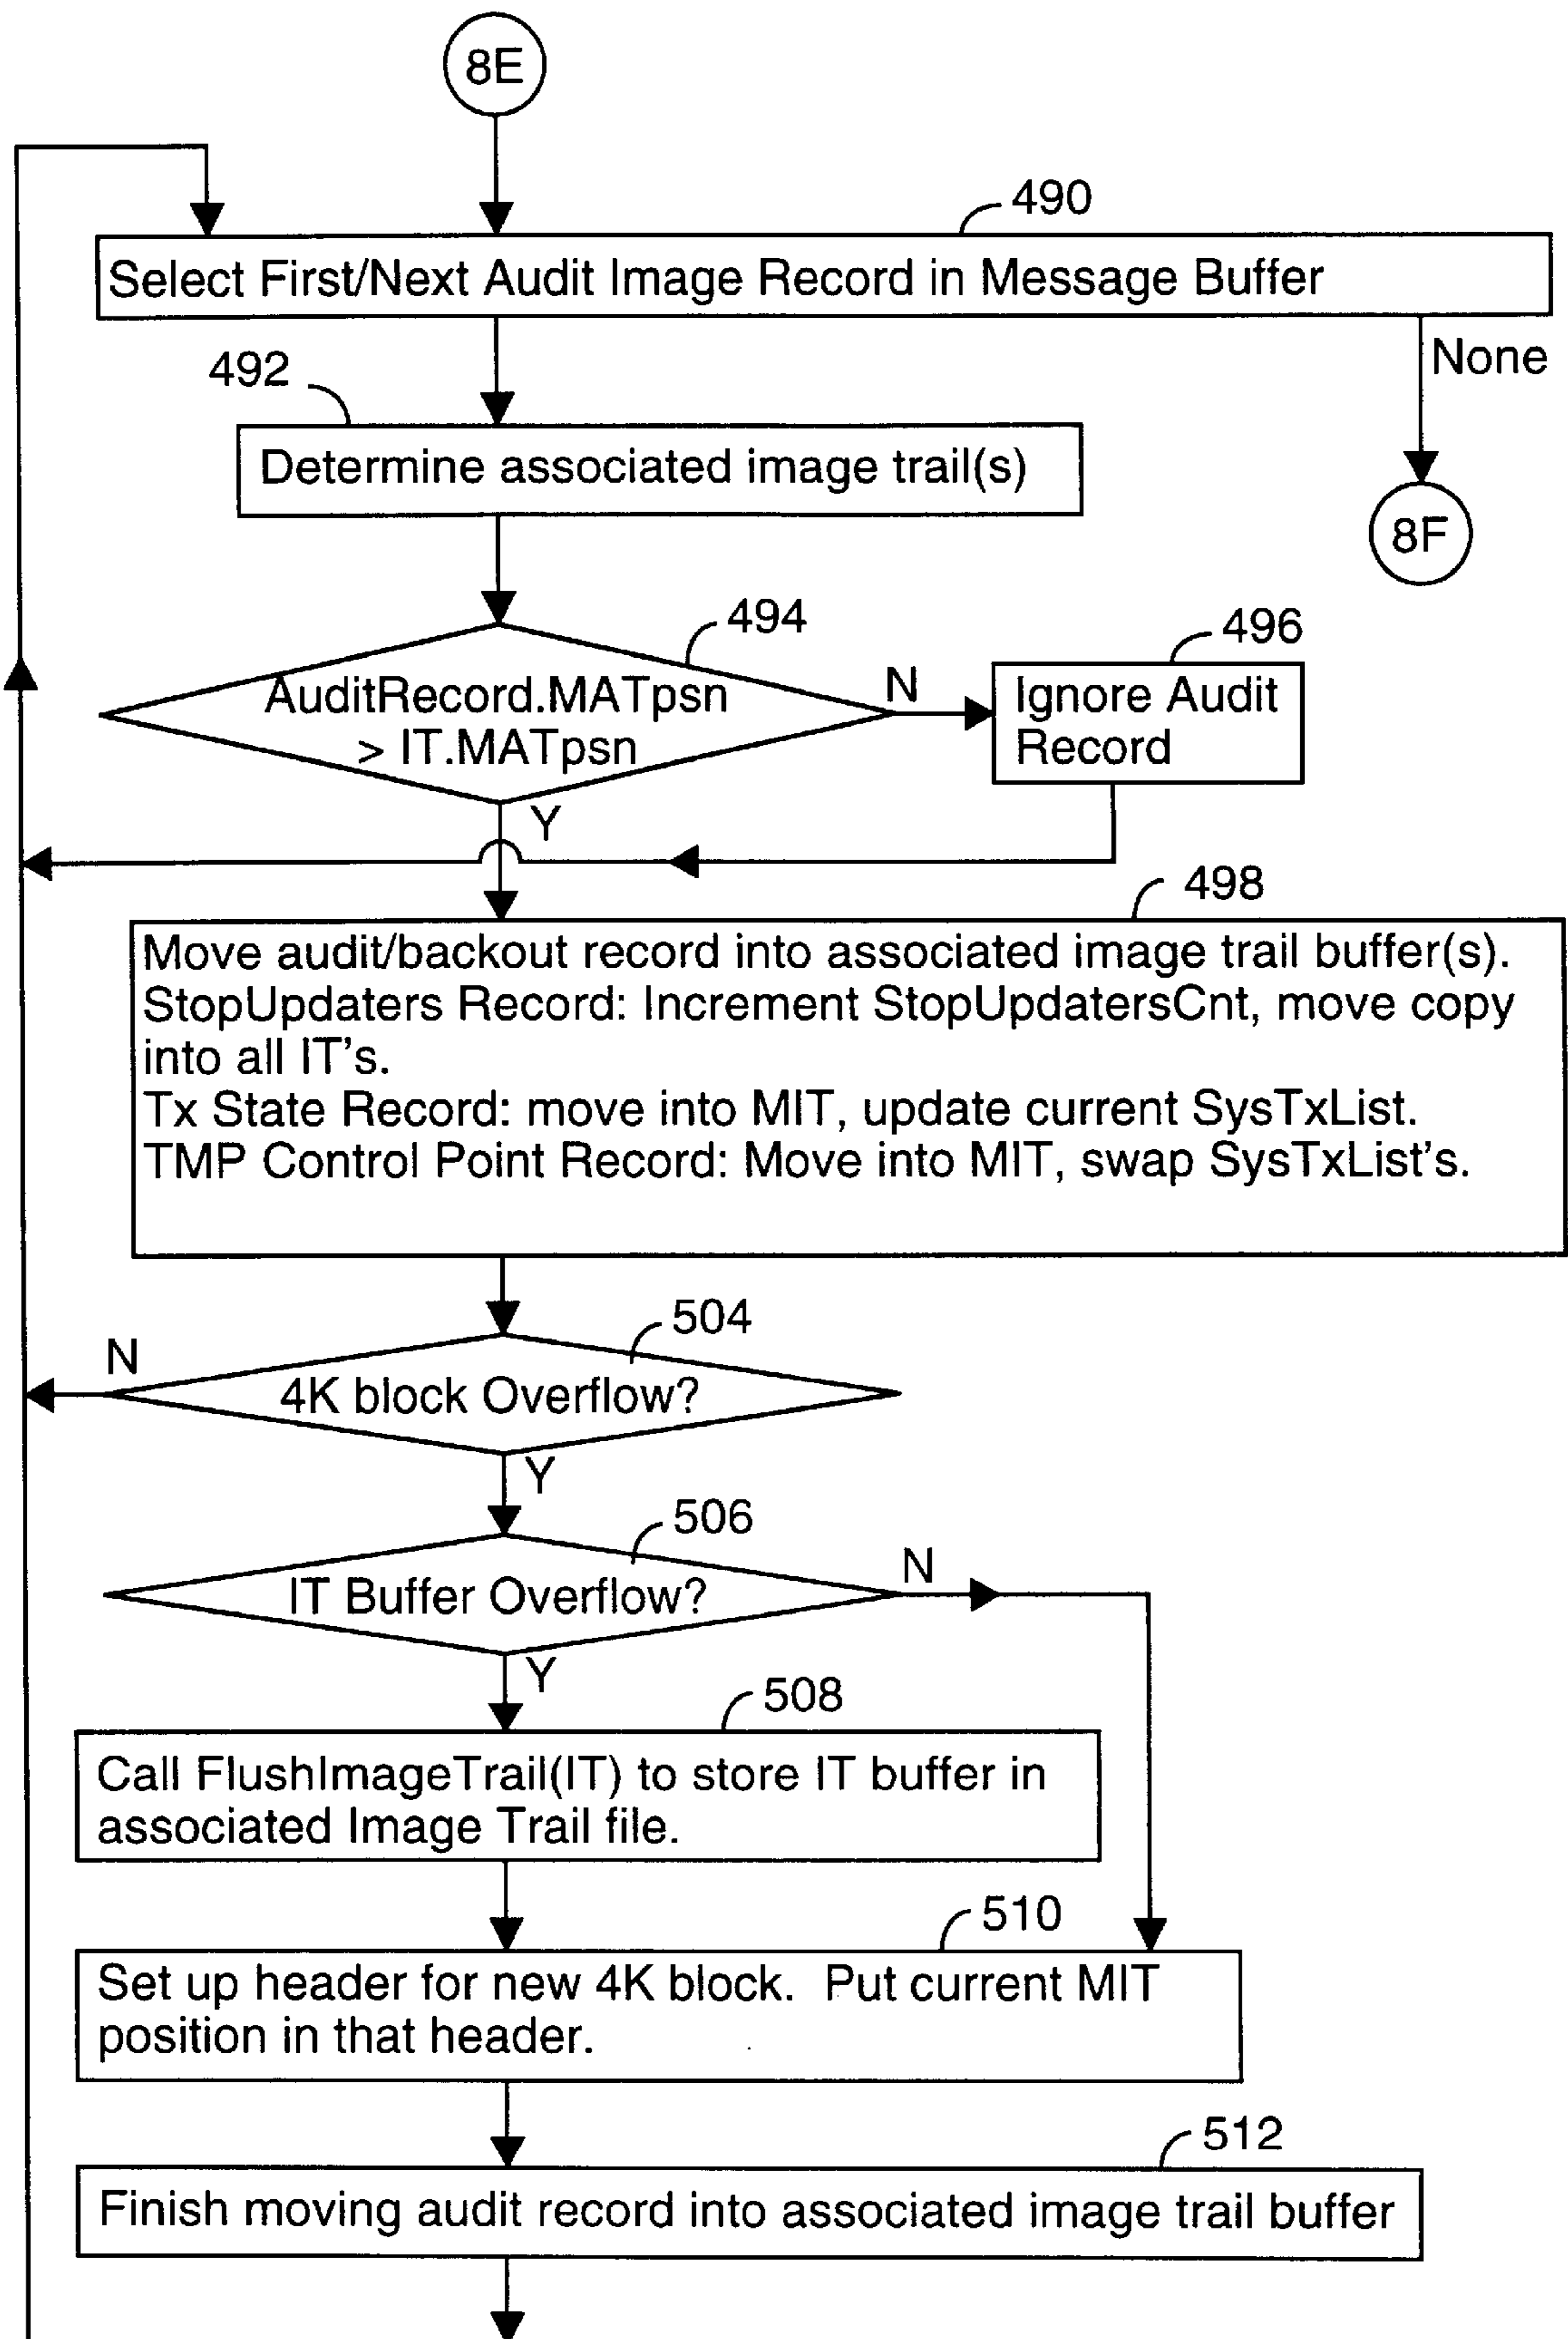 8E
490
Select First/Next Audit Image Record in Message Buffer
None
492
Determine associated image trail(s)
8F
494
496
AuditRecord.MATpsn
> IT.MATpsn
N
Ignore Audit
Record
Y
498
Move audit/backout record into associated image trail buffer(s).
StopUpdaters Record: Increment StopUpdatersCnt, move copy
into all IT's.
Tx State Record: move into MIT, update current SysTxList.
TMP Control Point Record: Move into MIT, swap SysTxList's.
504
N
4K block Overflow?
Y
506
N
IT Buffer Overflow?
Y
508
Call FlushImageTrail(IT) to store IT buffer in
associated Image Trail file.
510
Set up header for new 4K block. Put current MIT
position in that header.
512
Finish moving audit record into associated image trail buffer